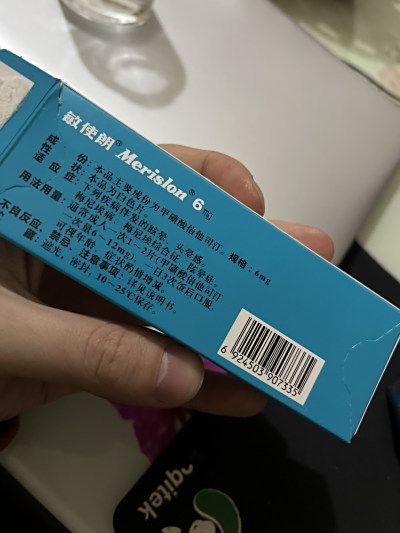 敏使朗® Merislon® 6mg
成　　份：本品主要成份为甲磺酸倍他司汀。规格：6mg
性　　状：本品为白色片。
适 应 症：下列疾病伴发的眩晕、头晕感。
梅尼埃病、梅尼埃综合征、眩晕症。
用法用量：通常成人一次1～2片(甲磺酸倍他司汀
一次量6～12mg)，一日3次饭后口服，
可视年龄、症状酌情增减。
不良反应、禁忌、注意事项：详见说明书。
藏：遮光，密封，10~25℃保存。
6 924503 907335
ogitek